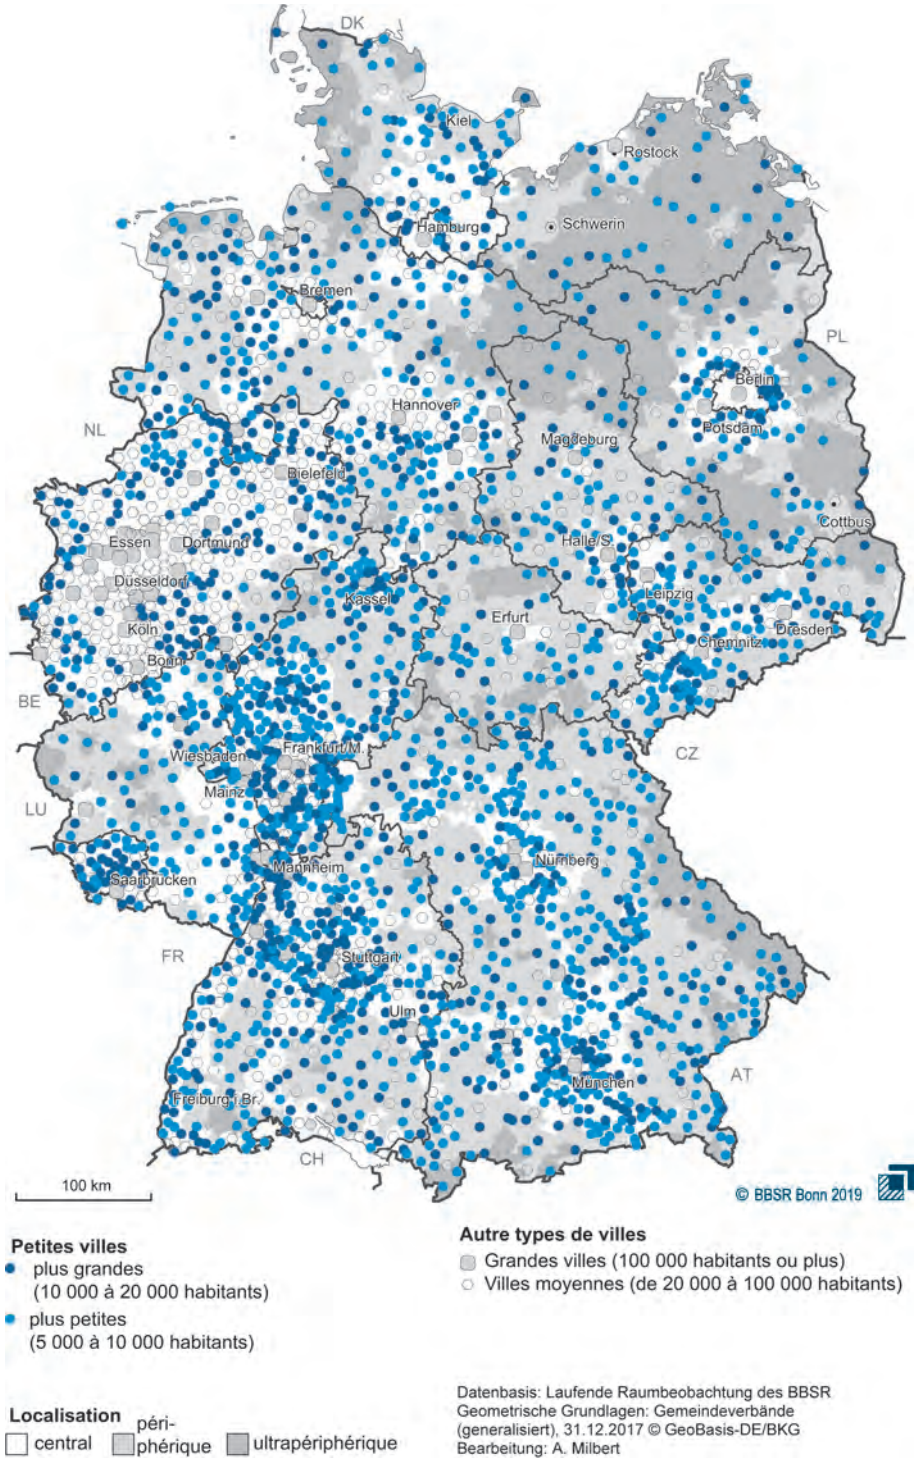 DK
Kiel
Rostock
Hamburg
Schwerin
Bremen
PL
Berlin
Hannover
Potsdam
NL
Magdeburg
Bielefeld
Cottbus
Essen
Dortmund
Halle/S.
Düsseldorf
Leipzig
Kassel
Erfurt
Köln
Dresden
Chemnitz
Bonn
BE
CZ
Frankfurt/M.
Wiesbaden
Mainz
LU
Nürnberg
Mannheim
Saarbrücken
FR
Stuttgart
Ulm
AT
München
Freiburg i.Br.
CH
100 km
© BBSR Bonn 2019
Petites villes
plus grandes
(10 000 à 20 000 habitants)
plus petites
(5 000 à 10 000 habitants)
Autre types de villes
Grandes villes (100 000 habitants ou plus)
Villes moyennes (de 20 000 à 100 000 habitants)
Localisation
central
péri-
phérique
ultrapériphérique
Datenbasis: Laufende Raumbeobachtung des BBSR
Geometrische Grundlagen: Gemeindeverbände
(generalisiert), 31.12.2017 © GeoBasis-DE/BKG
Bearbeitung: A. Milbert